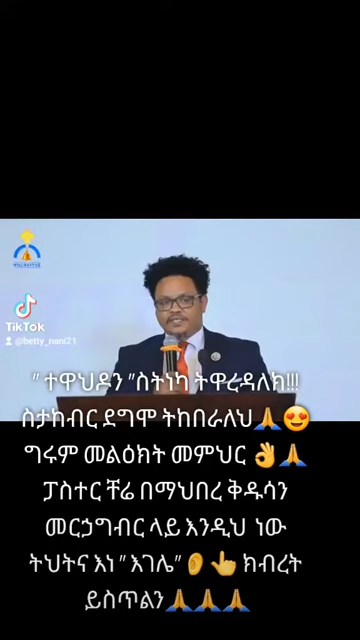 TikTok
@betty_nani21
" ተዋህዶን "ስትነካ ትዋረዳለክ!!!
ስታከብር ደግሞ ትከበራለህ🙏😍
ግሩም መልዕክት መምህር 👌🙏
ፓስተር ቸሬ በማህበረ ቅዱሳን
መርኃግብር ላይ እንዲህ ነው
ትህትና እነ " እገሌ"👂👆 ክብረት
ይስጥልን🙏🙏🙏